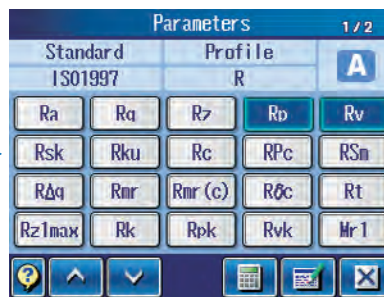 Parameters 1/2
Standard Profile
ISO1997 R
A
Ra Rq Rz Rp Rv
Rsk Rku Rc RPc RSm
RΔq Rmr Rmr(c) Rδc Rt
Rz1max Rk Rpk Rvk Mr1
?